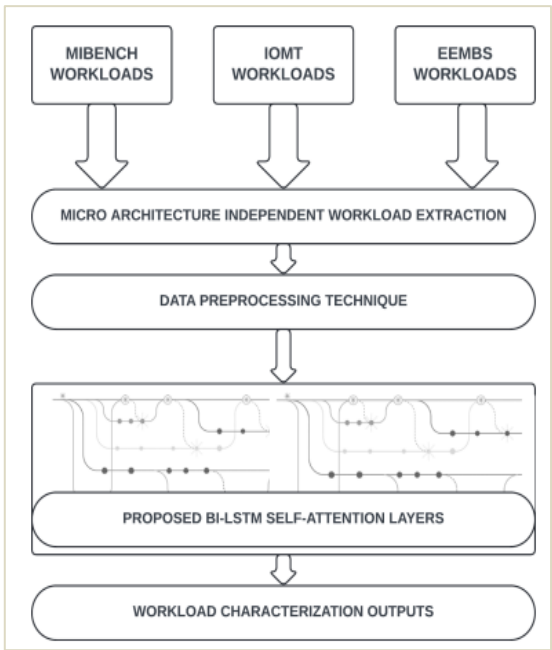 MIBENCH
WORKLOADS
IOMT
WORKLOADS
EEMBS
WORKLOADS
MICRO ARCHITECTURE INDEPENDENT WORKLOAD EXTRACTION
DATA PREPROCESSING TECHNIQUE
PROPOSED BI-LSTM SELF-ATTENTION LAYERS
WORKLOAD CHARACTERIZATION OUTPUTS